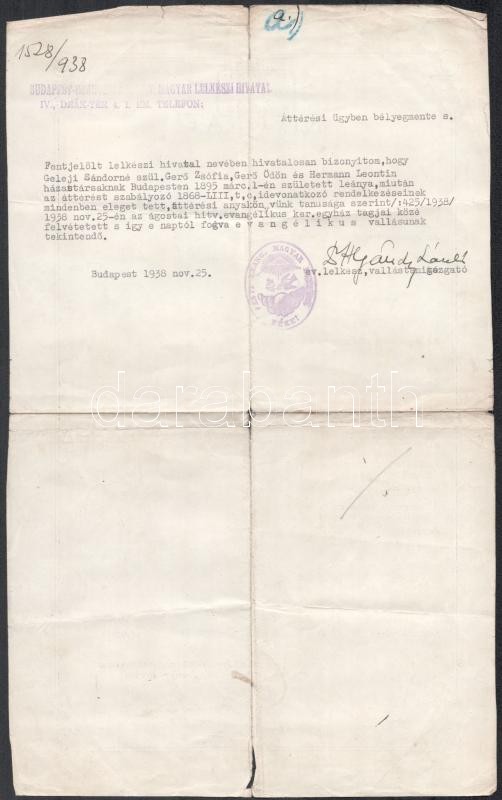 a.)
1528/938
BUDAPEST MAGYAR LELKÉSZI HIVATAL
IV., DEÁK-TÉR 4. I. EM. TELEFON:
Áttérési ügyben bélyegmente s.
Fentjelölt lelkészi hivatal nevében hivatalosan bizonyitom,hogy
Geleji Sándorné szül.Gerő Zsófia,Gerő Ödön és Hermann Leontin
házastársaknak Budapesten 1895 márc.1-én született leánya,miután
az áttérést szabályozó 1868-LIII,t,c,idevonatkozó rendelkezéseinek
mindenben eleget tett,áttérési anyakön,vünk tanusága szerint/:425/1938/
1938 nov.25-én az ágostai hitv.evangélikus ker.egyház tagjai közé
felvétetett s igy e naptól fogva e v a n g é l i k u s vallásunak
tekintendő.
Budapest 1938 nov.25.
ev.lelkész,vallástanigazgató
darabanth